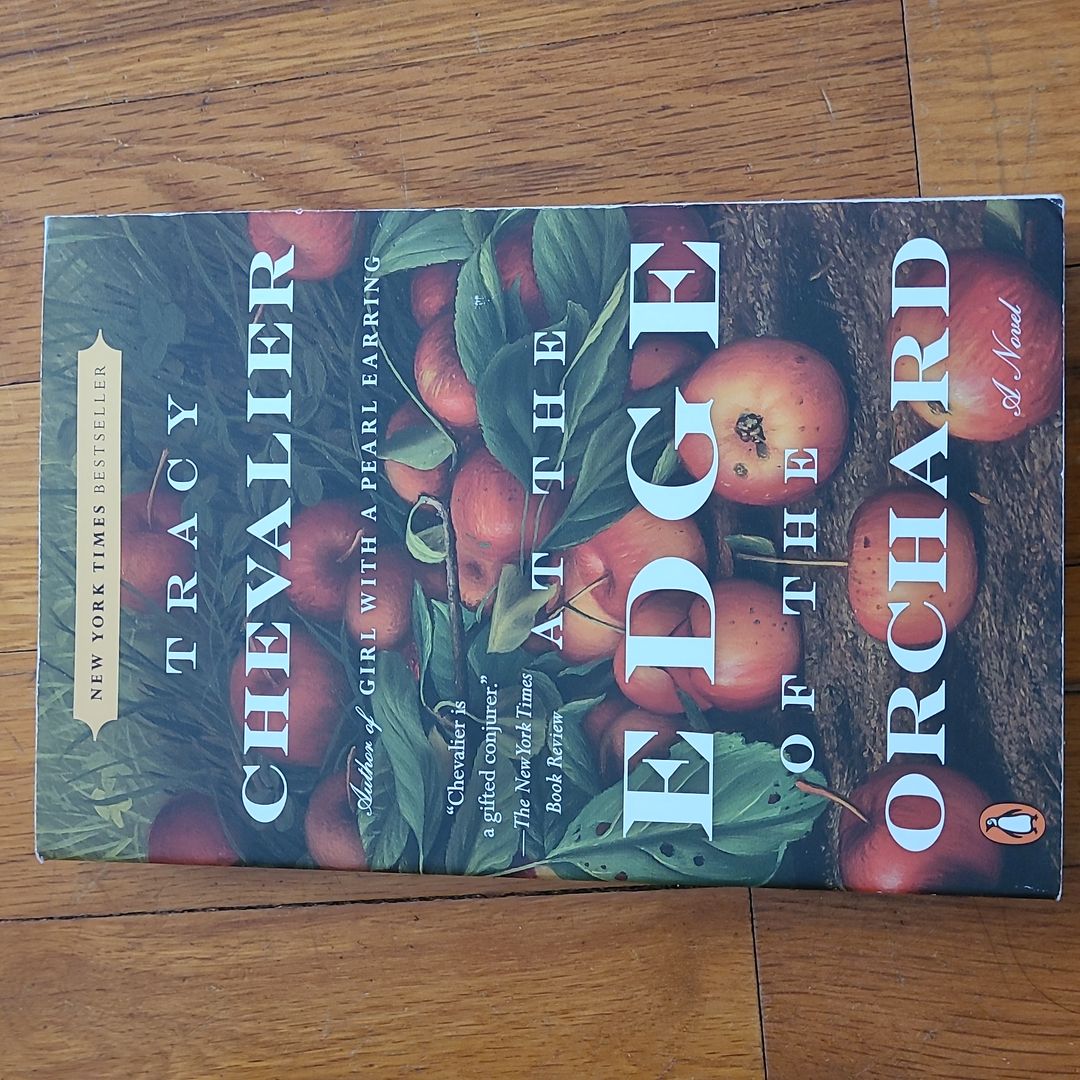 NEW YORK TIMES BESTSELLER
TRACY
CHEVALIER
Author of GIRL WITH A PEARL EARRING
“Chevalier is
a gifted conjurer.”
—The New York Times
Book Review
AT THE
EDGE
OF THE
ORCHARD
A Novel